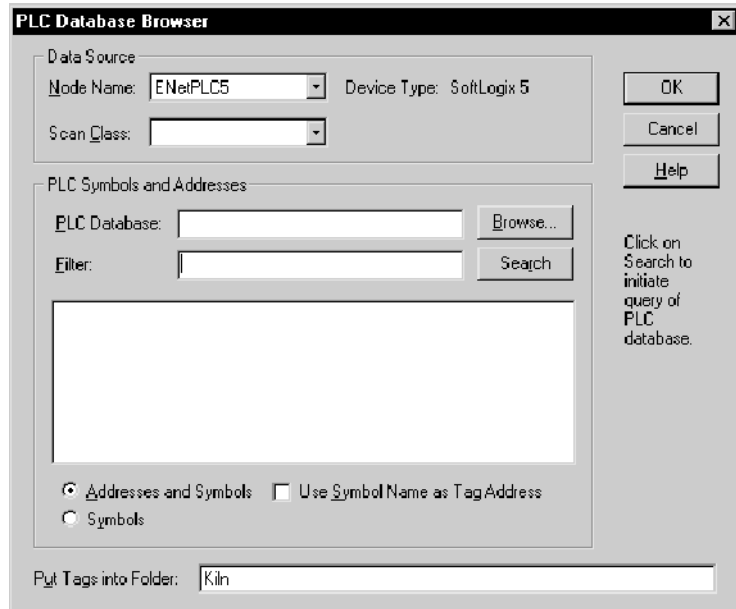 PLC Database Browser
Data Source
Node Name: ENetPLC5 Device Type: SoftLogix 5
OK
Scan Class:
Cancel
Help
PLC Symbols and Addresses
PLC Database: Browse...
Filter: Search
Click on
Search to
initiate
query of
PLC
database.
Addresses and Symbols Use Symbol Name as Tag Address
Symbols
Put Tags into Folder: Kiln